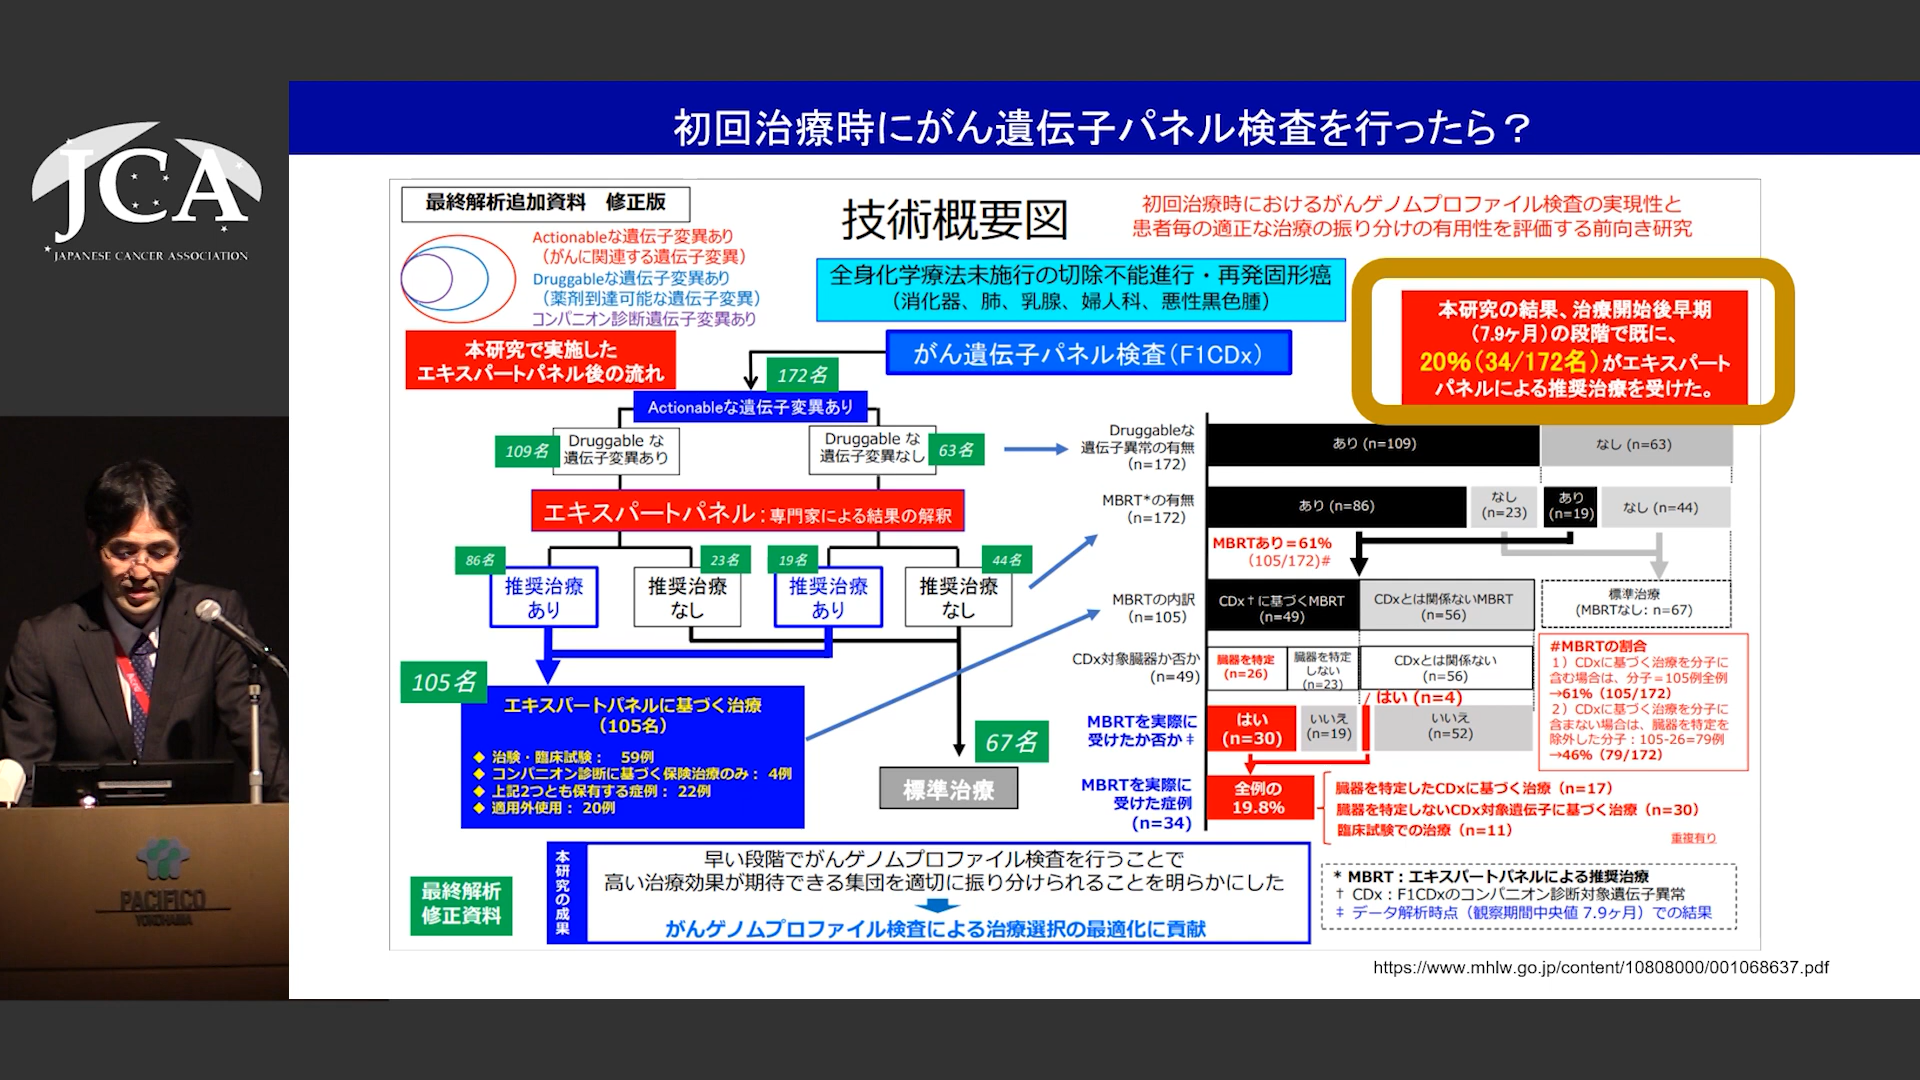 JCA
JAPANESE CANCER ASSOCIATION
PACIFICO
YOKOHAMA
初回治療時にがん遺伝子パネル検査を行ったら？
最終解析追加資料　修正版
技術概要図
初回治療時におけるがんゲノムプロファイル検査の実現性と
患者毎の適正な治療の振り分けの有用性を評価する前向き研究
Actionableな遺伝子変異あり
（がんに関連する遺伝子変異）
Druggableな遺伝子変異あり
（薬剤到達可能な遺伝子変異）
コンパニオン診断遺伝子変異あり
全身化学療法未施行の切除不能進行・再発固形癌
（消化器、肺、乳腺、婦人科、悪性黒色腫）
本研究の結果、治療開始後早期
（7.9ヶ月）の段階で既に、
20%（34/172名）がエキスパート
パネルによる推奨治療を受けた。
本研究で実施した
エキスパートパネル後の流れ
がん遺伝子パネル検査（F1CDx）
172名
Actionableな遺伝子変異あり
109名
Druggable な
遺伝子変異あり
Druggable な
遺伝子変異なし
63名
エキスパートパネル：専門家による結果の解釈
86名
推奨治療
あり
23名
推奨治療
なし
19名
推奨治療
あり
44名
推奨治療
なし
105名
エキスパートパネルに基づく治療
（105名）
◆ 治験・臨床試験： 59例
◆ コンパニオン診断に基づく保険治療のみ： 4例
◆ 上記2つとも保有する症例： 22例
◆ 適用外使用： 20例
67名
標準治療
Druggableな
遺伝子異常の有無
(n=172)
あり (n=109)
なし (n=63)
MBRT*の有無
(n=172)
あり (n=86)
なし
(n=23)
あり
(n=19)
なし (n=44)
MBRTあり＝61%
(105/172)#
MBRTの内訳
(n=105)
CDx†に基づくMBRT
(n=49)
CDxとは関係ないMBRT
(n=56)
標準治療
(MBRTなし: n=67)
CDx対象臓器か否か
(n=49)
臓器を特定
(n=26)
臓器を特定
しない
(n=23)
CDxとは関係ない
(n=56)
はい (n=4)
MBRTを実際に
受けたか否か‡
はい
(n=30)
いいえ
(n=19)
いいえ
(n=52)
MBRTを実際に
受けた症例
(n=34)
全例の
19.8%
#MBRTの割合
1）CDxに基づく治療を分子に
含む場合は、分子＝105例全例
→61%（105/172）
2）CDxに基づく治療を分子に
含まない場合は、臓器を特定を
除外した分子：105-26=79例
→46%（79/172）
臓器を特定したCDxに基づく治療（n=17）
臓器を特定しないCDx対象遺伝子に基づく治療（n=30）
臨床試験での治療（n=11）
重複有り
最終解析
修正資料
本研究の成果
早い段階でがんゲノムプロファイル検査を行うことで
高い治療効果が期待できる集団を適切に振り分けられることを明らかにした
がんゲノムプロファイル検査による治療選択の最適化に貢献
* MBRT：エキスパートパネルによる推奨治療
† CDx：F1CDxのコンパニオン診断対象遺伝子異常
‡ データ解析時点（観察期間中央値 7.9ヶ月）での結果
https://www.mhlw.go.jp/content/10808000/001068637.pdf